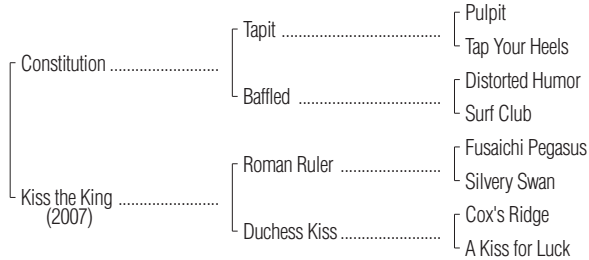 Pulpit
Tapit ..........................................
Tap Your Heels
Constitution ............................
Distorted Humor
Baffled .....................................
Surf Club
Fusaichi Pegasus
Roman Ruler ..........................
Silvery Swan
Kiss the King ..........................
(2007)
Cox's Ridge
Duchess Kiss..........................
A Kiss for Luck